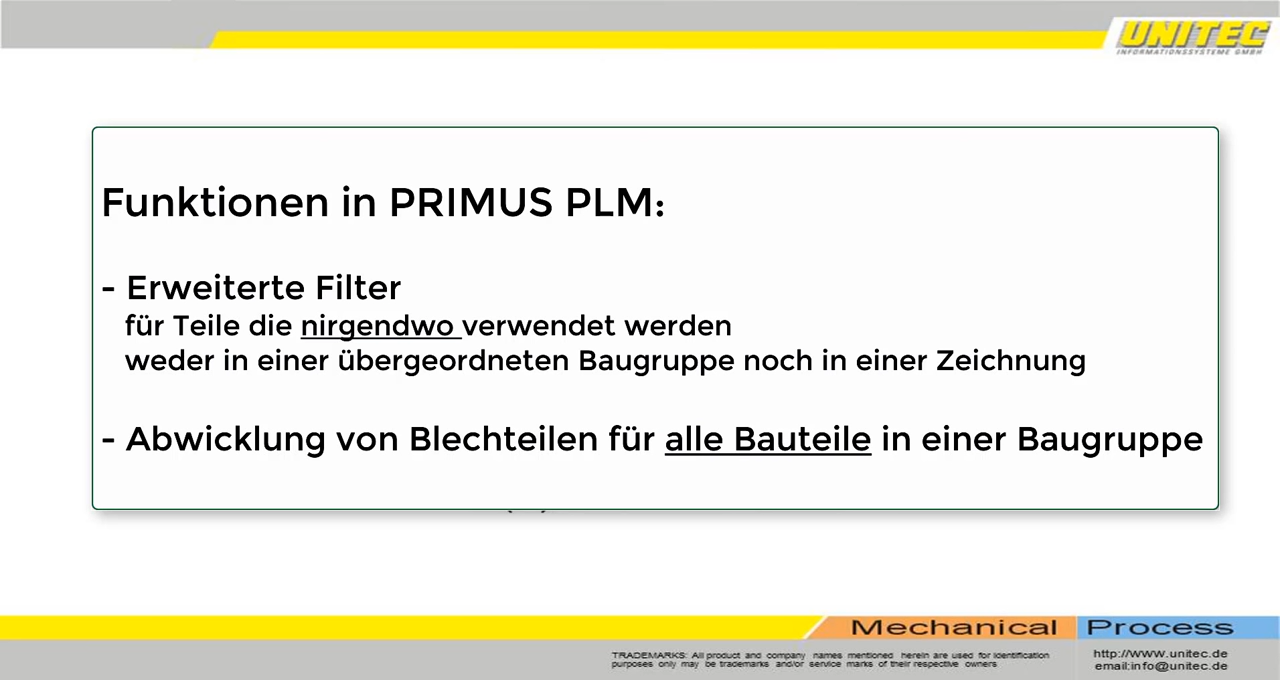 UNITEC
INFORMATIONSSYSTEME GMBH
Funktionen in PRIMUS PLM:
- Erweiterte Filter
für Teile die nirgendwo verwendet werden
weder in einer übergeordneten Baugruppe noch in einer Zeichnung
- Abwicklung von Blechteilen für alle Bauteile in einer Baugruppe
Mechanical Process
TRADEMARKS: All product and company names mentioned herein are used for identification
purposes only may be trademarks and/or service marks of their respective owners
http://www.unitec.de
email:info@unitec.de